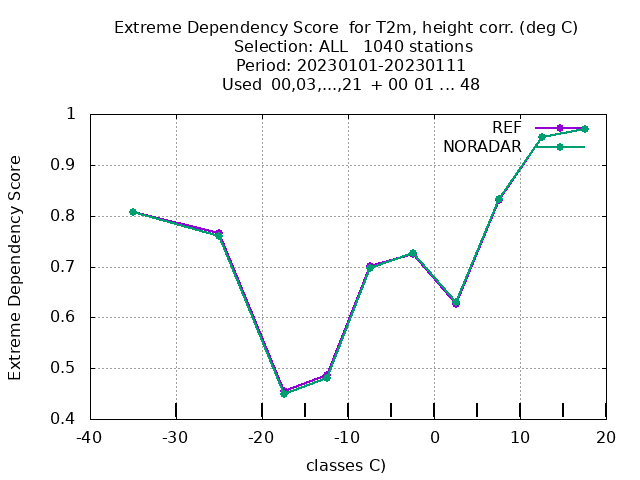 Extreme Dependency Score  for T2m, height corr. (deg C)
Selection: ALL   1040 stations
Period: 20230101-20230111
Used  00,03,...,21  + 00 01 ... 48
Extreme Dependency Score
1
0.9
0.8
0.7
0.6
0.5
0.4
REF
NORADAR
-40 -30 -20 -10 0 10 20
classes C)